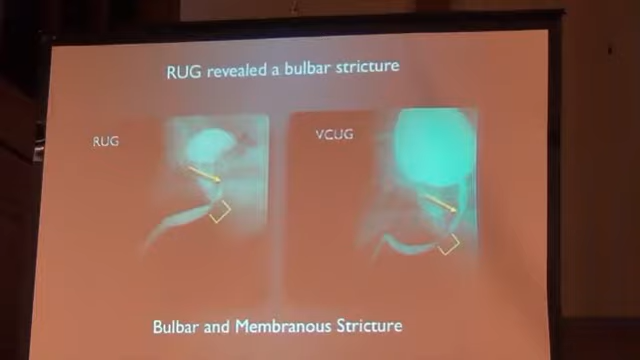 RUG revealed a bulbar stricture
RUG
VCUG
Bulbar and Membranous Stricture